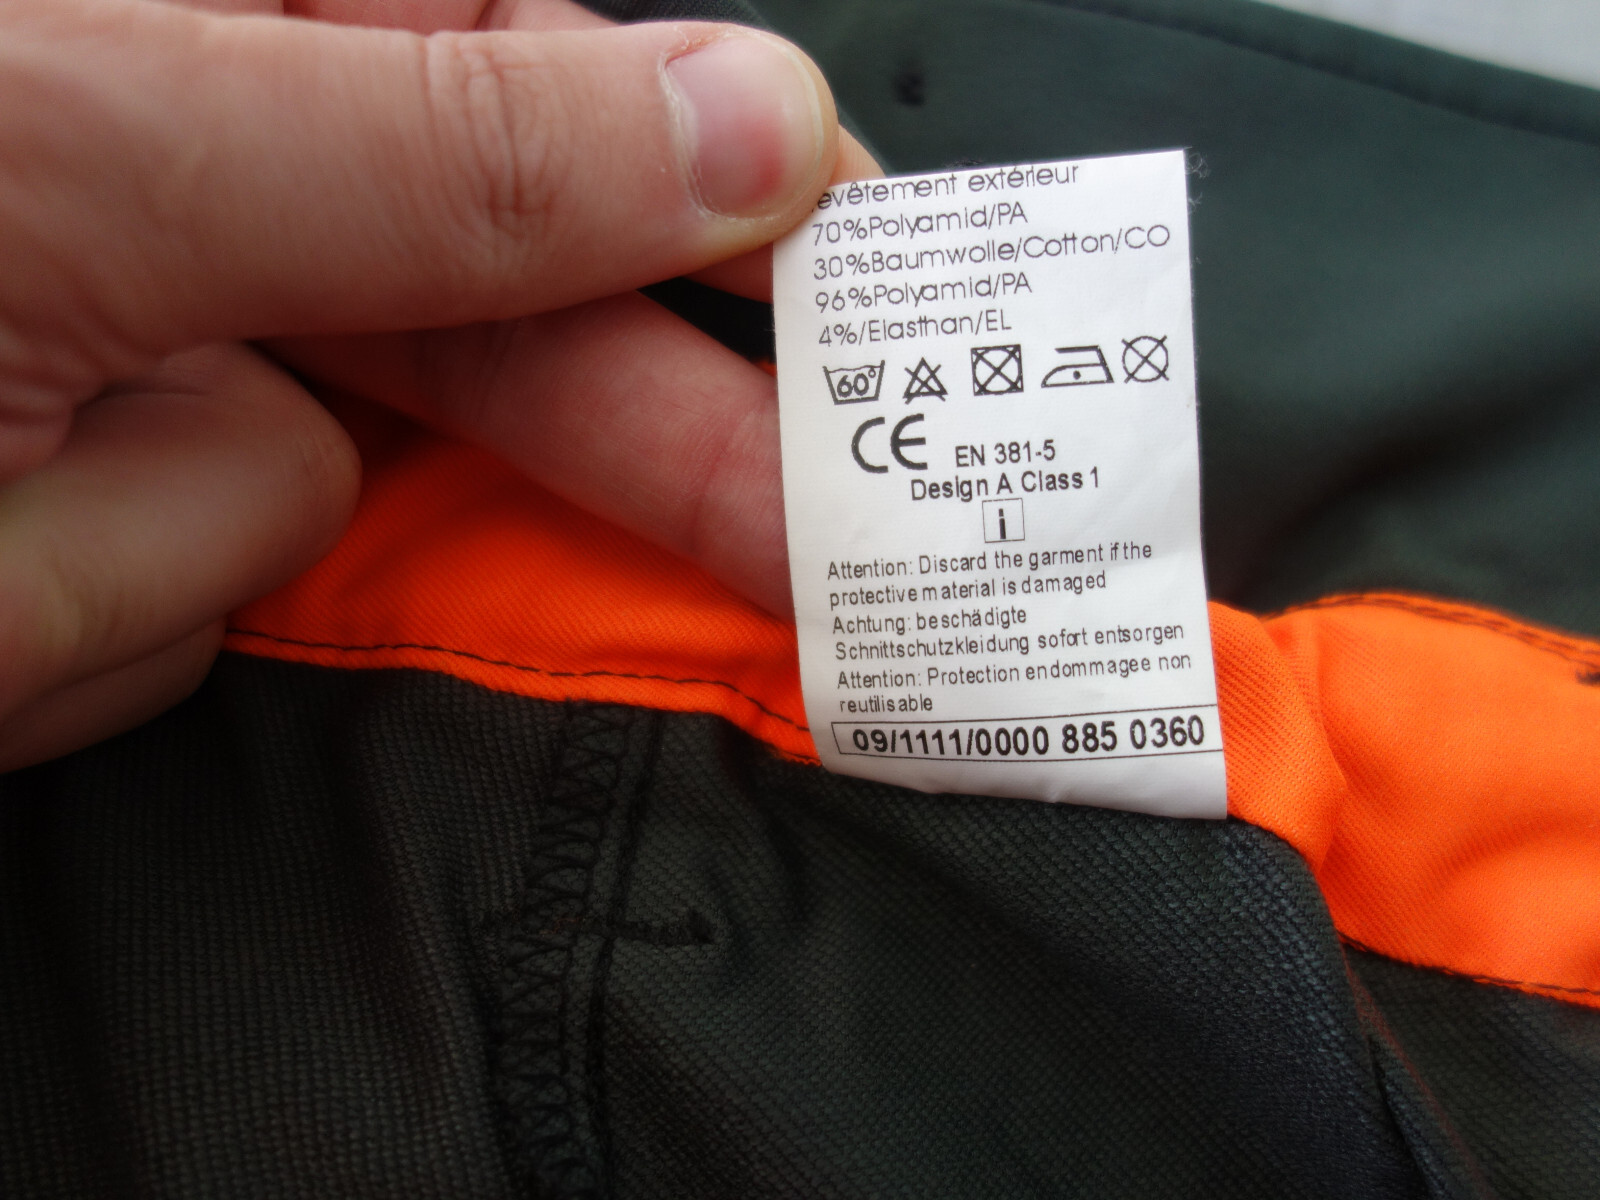 evêtement extérieur
70%Polyamid/PA
30%Baumwolle/Cotton/CO
96%Polyamid/PA
4%/Elasthan/EL
60°
CE EN 381-5
Design A Class 1
i
Attention: Discard the garment if the
protective material is damaged
Achtung: beschädigte
Schnittschutzkleidung sofort entsorgen
Attention: Protection endommagee non
reutilisable
09/1111/0000 885 0360